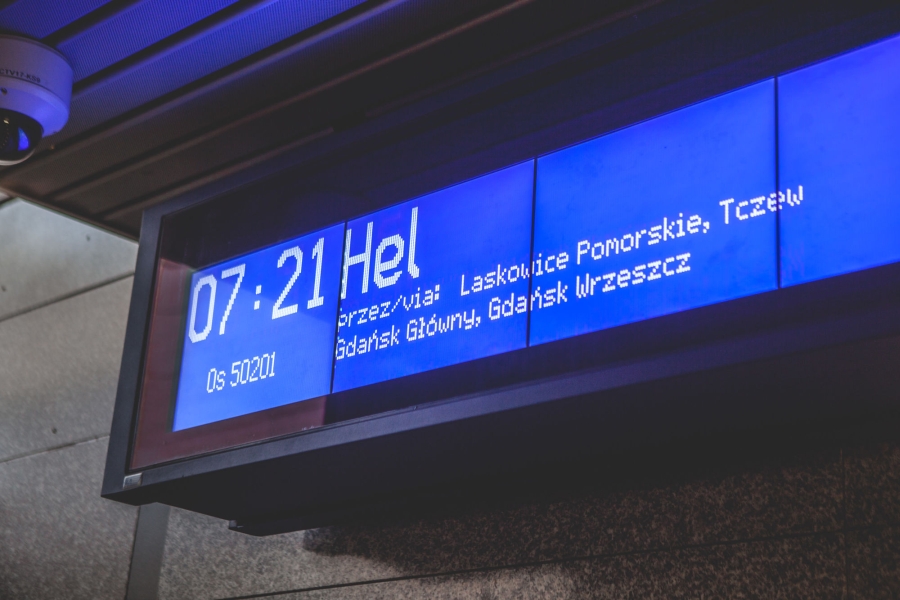 07:21 Hel
przez/via: Laskowice Pomorskie, Tczew
Gdańsk Główny, Gdańsk Wrzeszcz
Os 50201